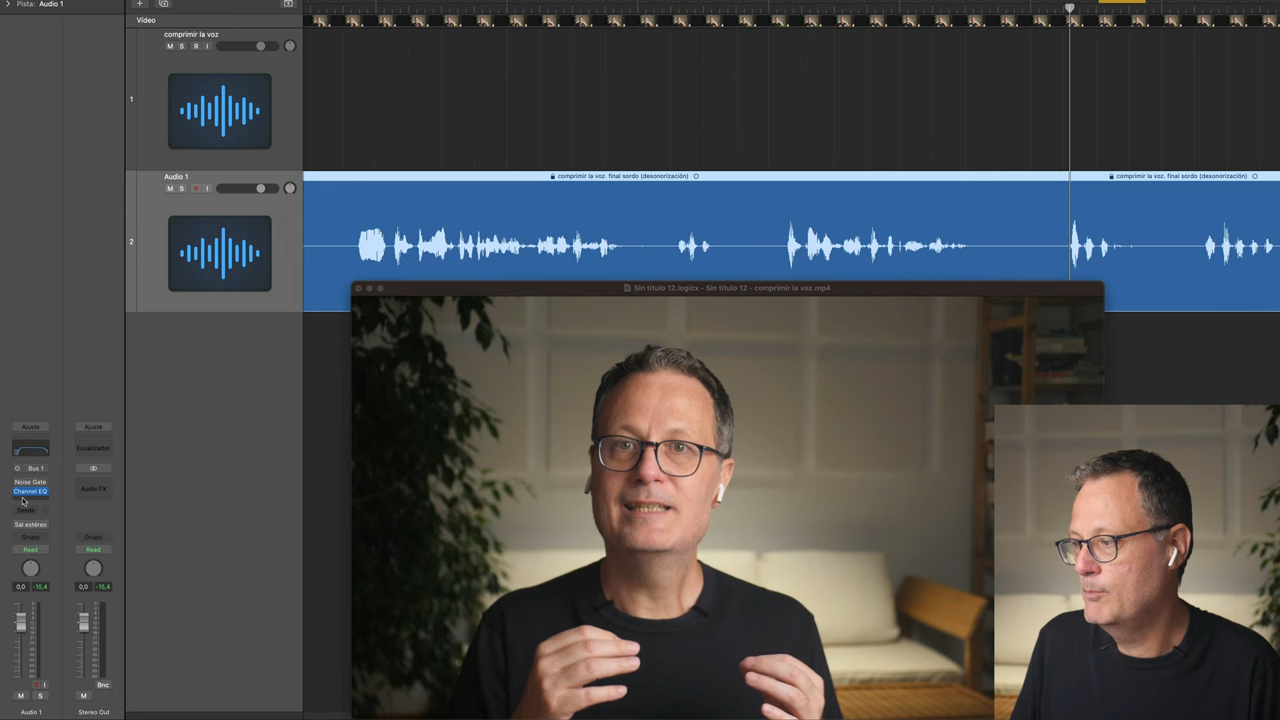 Pista: Audio 1
Vídeo
comprimir la voz
M S R I
1
Audio 1
M S R I
2
comprimir la voz. final sordo (desonorización)
comprimir la voz. final sordo (desonorización)
Sin título 12.logicx - Sin título 12 - comprimir la voz.mp4
Ajuste
Ajuste
Ecualizador
Bus 1
Noise Gate
Channel EQ
Audio FX
Sends
Sal estéreo
Grupo
Grupo
Read
Read
0,0 -15,4
0,0 -15,4
R I
Bnc
M S
M
Audio 1
Stereo Out